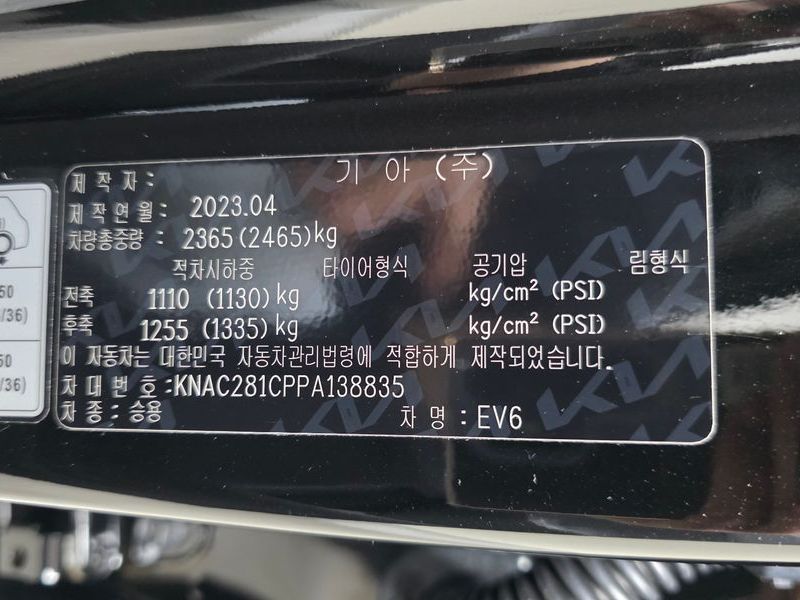 제작자: 기아(주)
제작연월: 2023.04
차량총중량: 2365(2465)kg
적차시하중 타이어형식 공기압 림형식
전축 1110 (1130) kg kg/cm² (PSI)
후축 1255 (1335) kg kg/cm² (PSI)
이 자동차는 대한민국 자동차관리법령에 적합하게 제작되었습니다.
차대번호:KNAC281CPPA138835
차종: 승용 차명: EV6
50
/36)
50
/36)